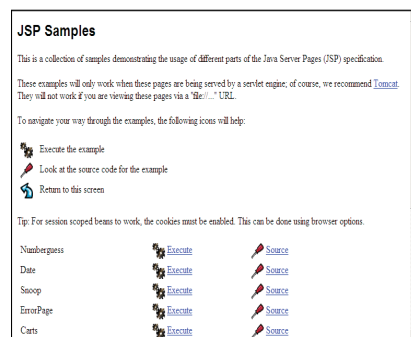 JSP Samples
This is a collection of samples demonstrating the usage of different parts of the Java Server Pages (JSP) specification.
These examples will only work when these pages are being served by a servlet engine; of course, we recommend Tomcat.
They will not work if you are viewing these pages via a "file://..." URL.
To navigate your way through the examples, the following icons will help:
Execute the example
Look at the source code for the example
Return to this screen
Tip: For session scoped beans to work, the cookies must be enabled. This can be done using browser options.
Numberguess Execute Source
Date Execute Source
Snoop Execute Source
ErrorPage Execute Source
Carts Execute Source